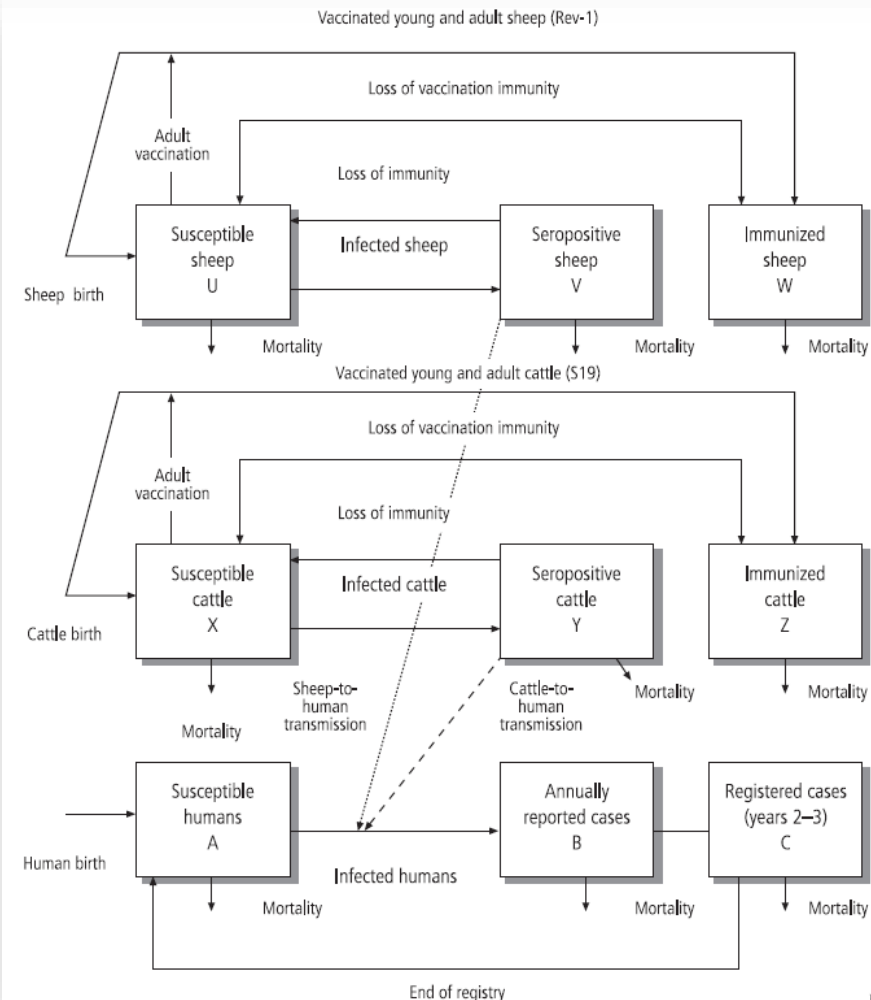 Vaccinated young and adult sheep (Rev-1)
Loss of vaccination immunity
Adult
vaccination
Loss of immunity
Susceptible
sheep
U
Infected sheep
Seropositive
sheep
V
Immunized
sheep
W
Sheep birth
Mortality
Mortality
Mortality
Vaccinated young and adult cattle (S19)
Loss of vaccination immunity
Adult
vaccination
Loss of immunity
Susceptible
cattle
X
Infected cattle
Seropositive
cattle
Y
Immunized
cattle
Z
Cattle birth
Mortality
Sheep-to-
human
transmission
Cattle-to-
human
transmission
Mortality
Mortality
Susceptible
humans
A
Annually
reported cases
B
Registered cases
(years 2–3)
C
Human birth
Infected humans
Mortality
Mortality
Mortality
End of registry